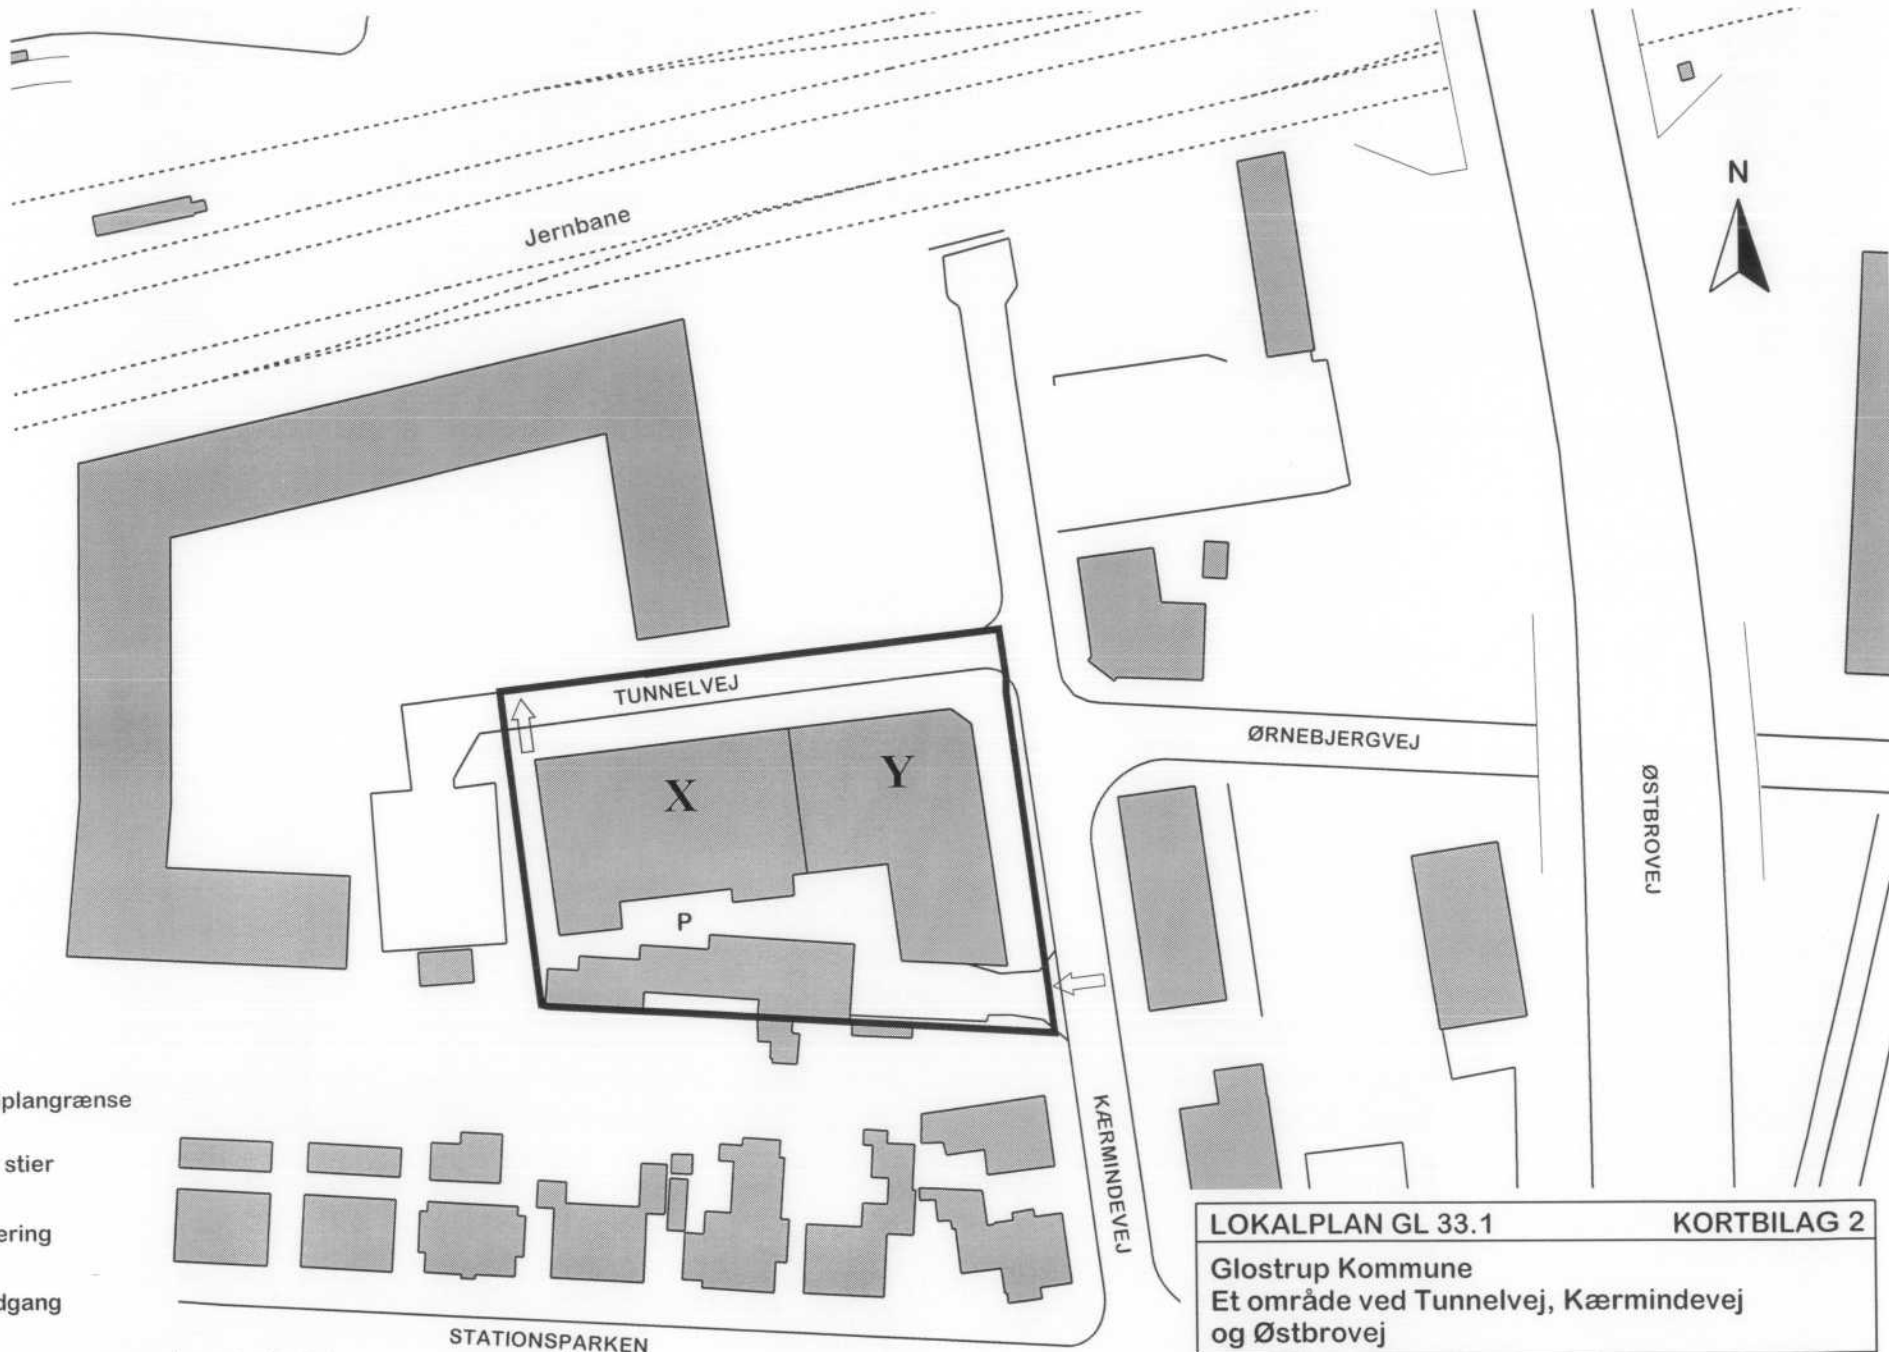 Jernbane
N
TUNNELVEJ
ØRNEBJERGVEJ
ØSTBROVEJ
X
Y
P
KÆRMINDEVEJ
STATIONSPARKEN
plangrænse
stier
ering
dgang
LOKALPLAN GL 33.1 KORTBILAG 2
Glostrup Kommune
Et område ved Tunnelvej, Kærmindevej
og Østbrovej